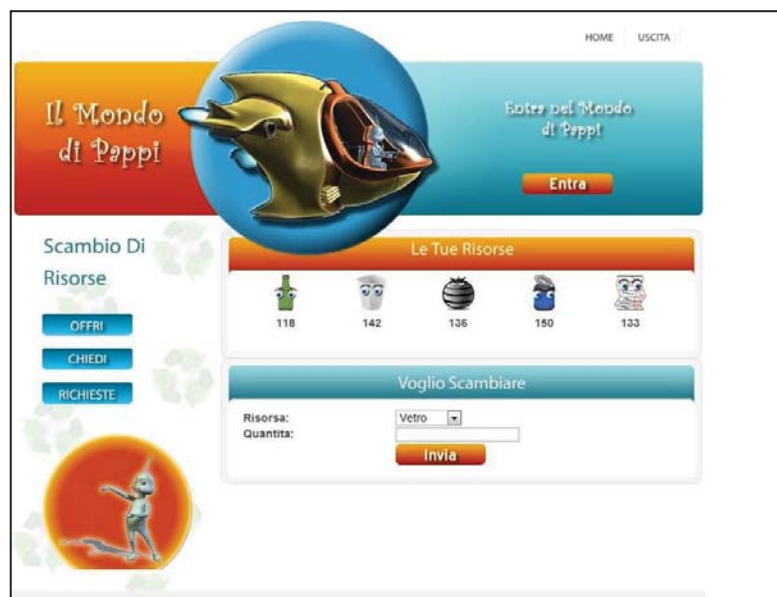 HOME USCITA
Il Mondo
di Pappi
Entra nel Mondo
di Pappi
Entra
Scambio Di
Risorse
OFFRI
CHIEDI
RICHIESTE
Le Tue Risorse
118 142 136 150 133
Voglio Scambiare
Risorsa: Vetro
Quantita:
Invia